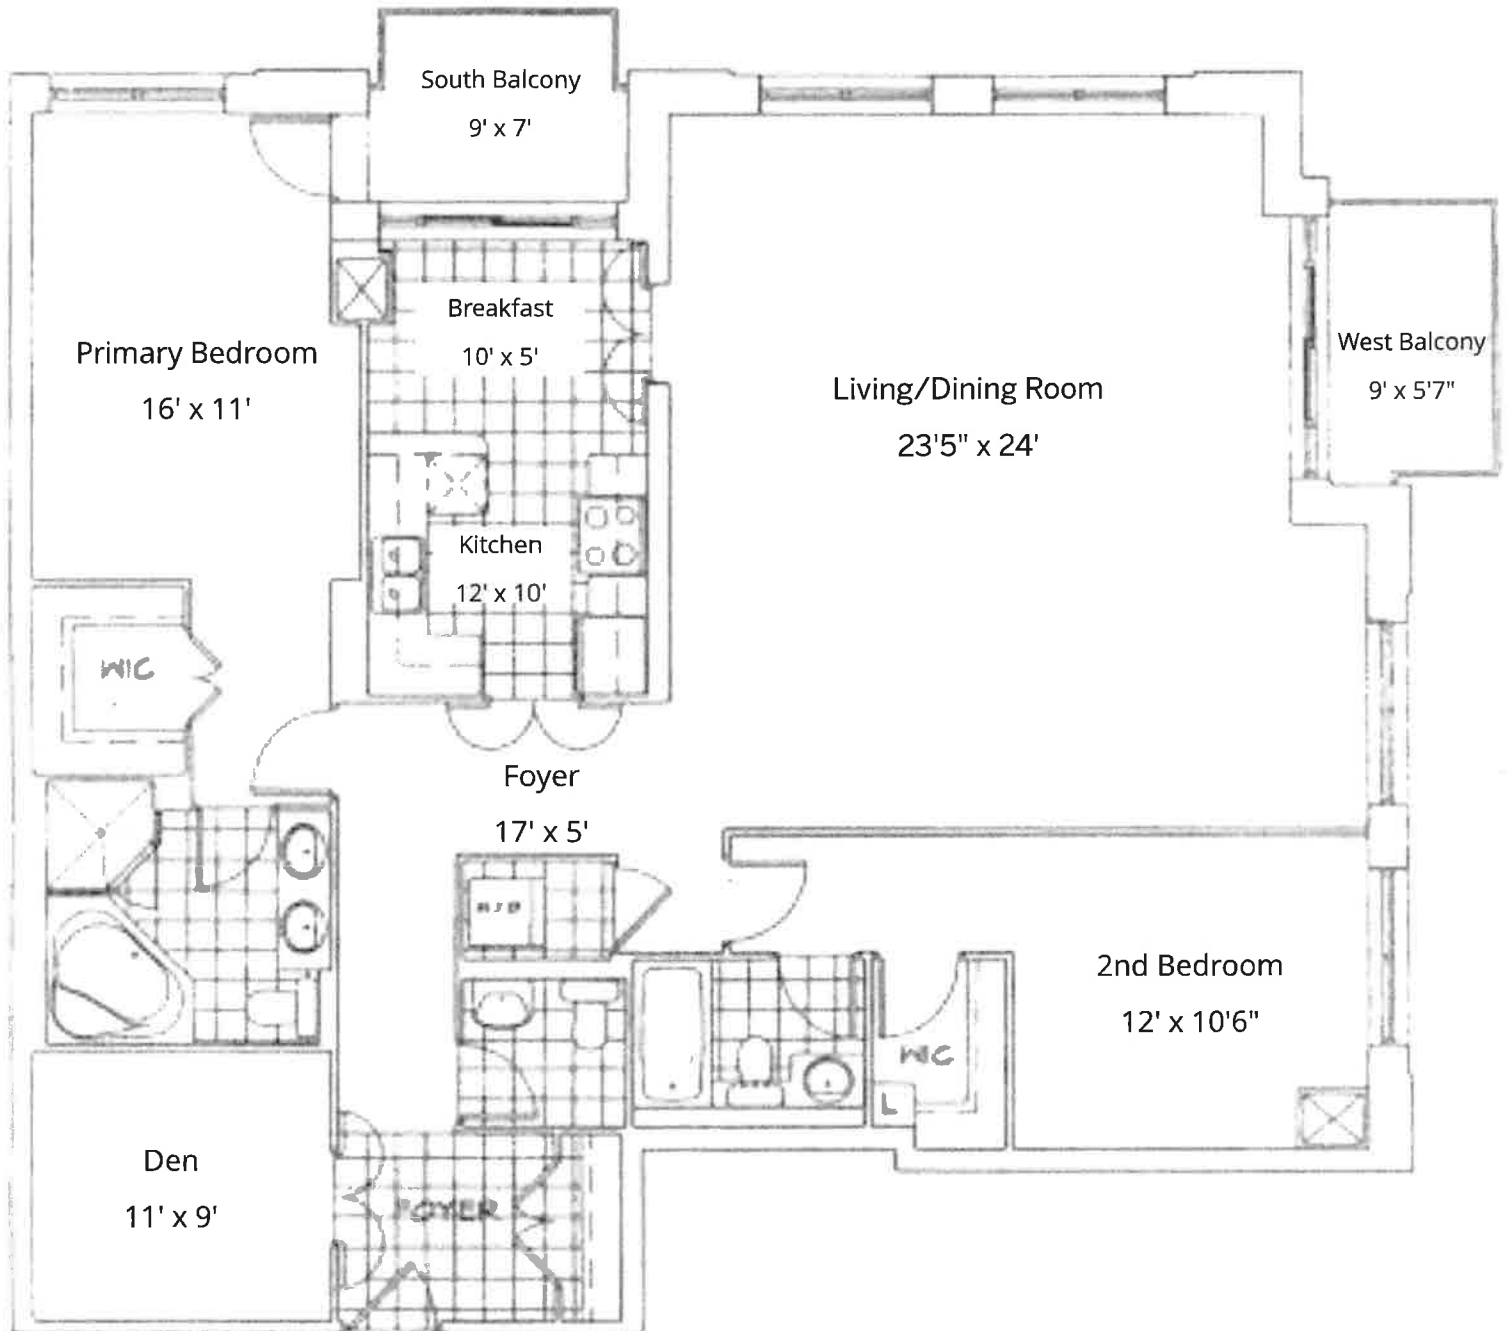 South Balcony
9' x 7'
Breakfast
10' x 5'
Primary Bedroom
16' x 11'
Living/Dining Room
23'5" x 24'
West Balcony
9' x 5'7"
Kitchen
12' x 10'
WIC
Foyer
17' x 5'
W/D
2nd Bedroom
12' x 10'6"
WIC
L
Den
11' x 9'
FOYER